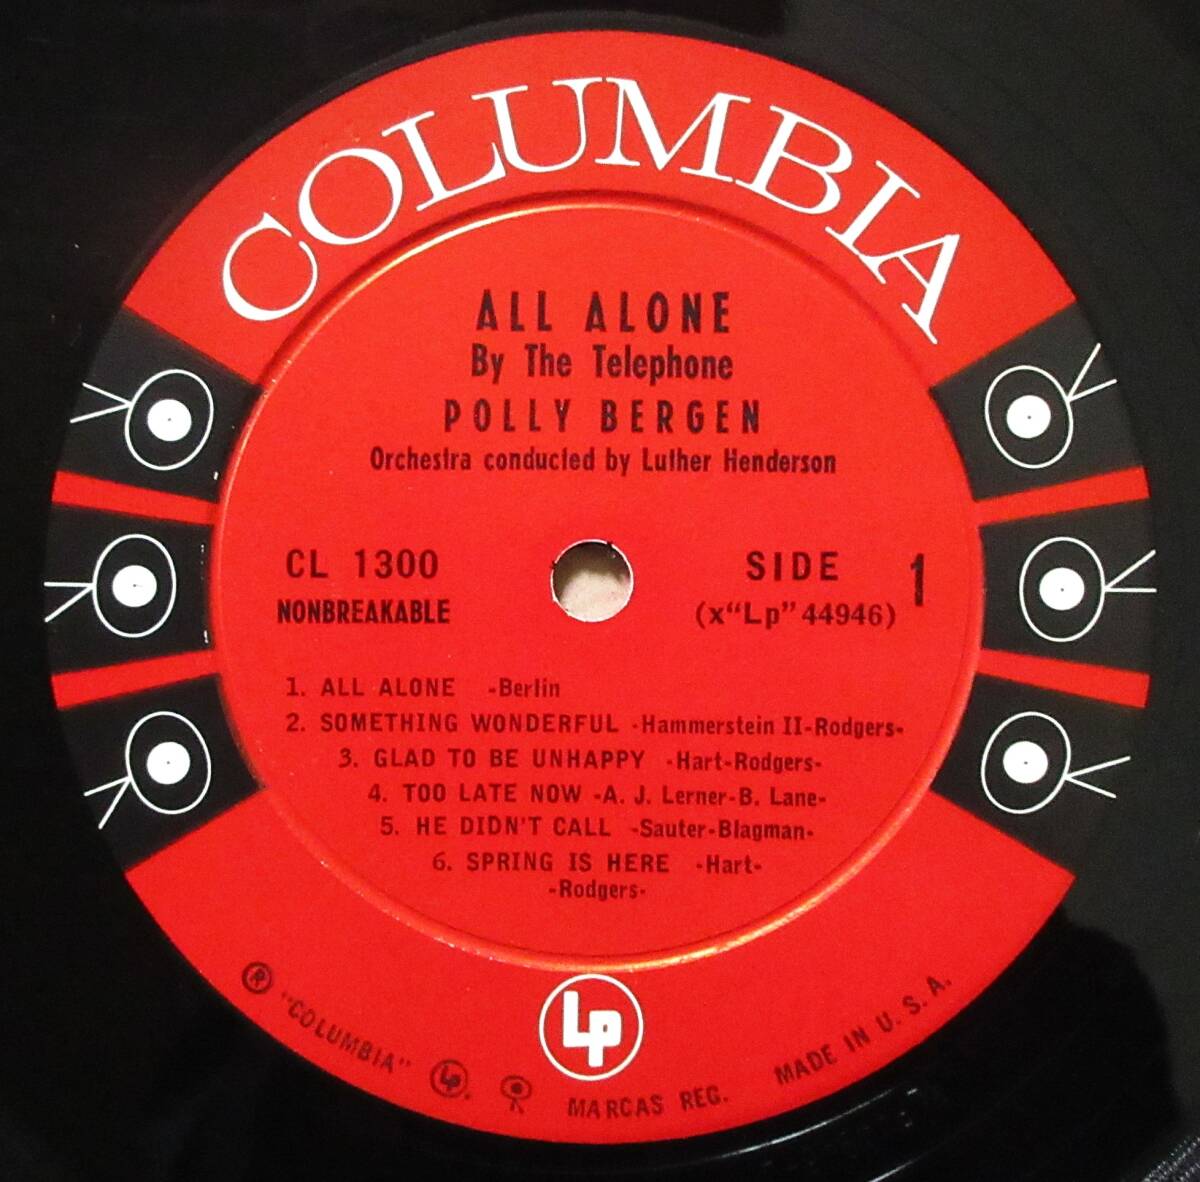 COLUMBIA
ALL ALONE
By The Telephone
POLLY BERGEN
Orchestra conducted by Luther Henderson
CL 1300
NONBREAKABLE
SIDE 1
(x"Lp" 44946)
1. ALL ALONE -Berlin
2. SOMETHING WONDERFUL -Hammerstein II-Rodgers-
3. GLAD TO BE UNHAPPY -Hart-Rodgers-
4. TOO LATE NOW -A. J. Lerner-B. Lane-
5. HE DIDN'T CALL -Sauter-Blagman-
6. SPRING IS HERE -Hart-
-Rodgers-
Lp
® "COLUMBIA" Lp. MARCAS REG. MADE IN U. S. A.